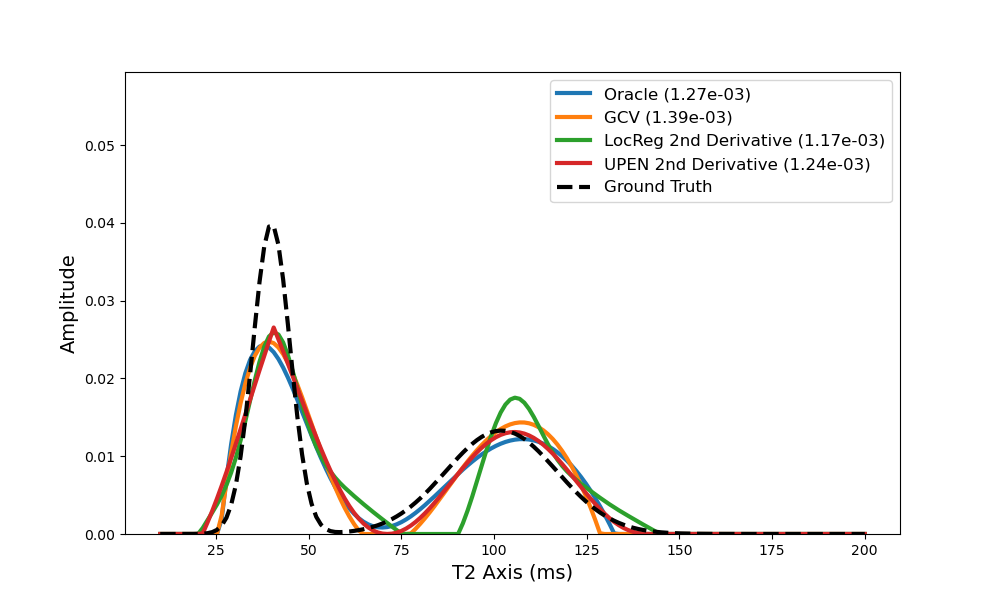 Oracle (1.27e-03)
GCV (1.39e-03)
LocReg 2nd Derivative (1.17e-03)
UPEN 2nd Derivative (1.24e-03)
Ground Truth
Amplitude
0.05
0.04
0.03
0.02
0.01
0.00
25 50 75 100 125 150 175 200
T2 Axis (ms)